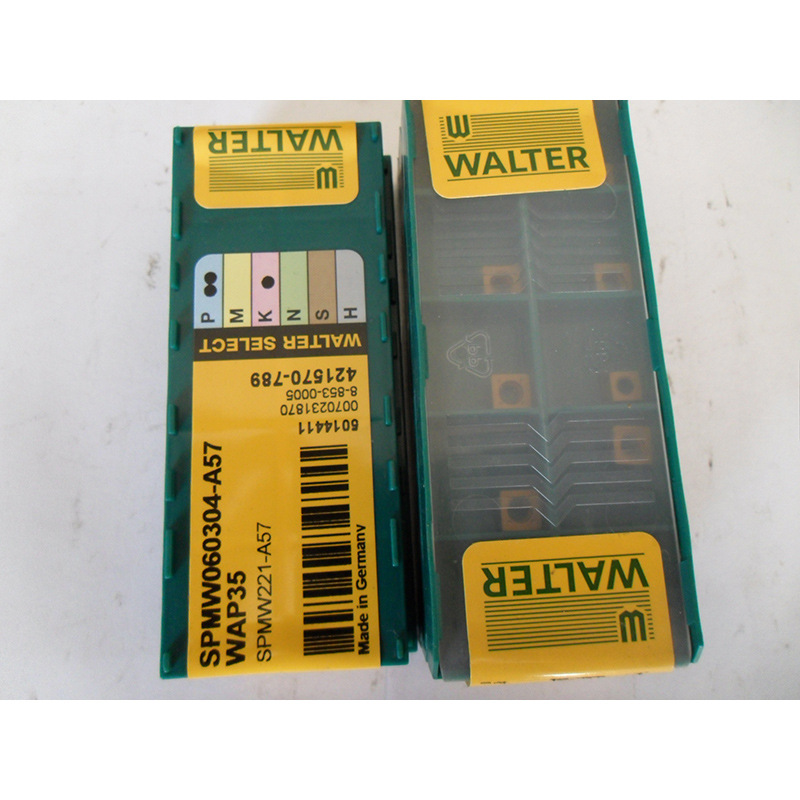 WALTER
P
M
K
N
S
H
WALTER SELECT
421570-789
8-853-0005
0070231870
5014411
SPMW060304-A57
WAP35
SPMW221-A57
Made in Germany
WALTER
WALTER